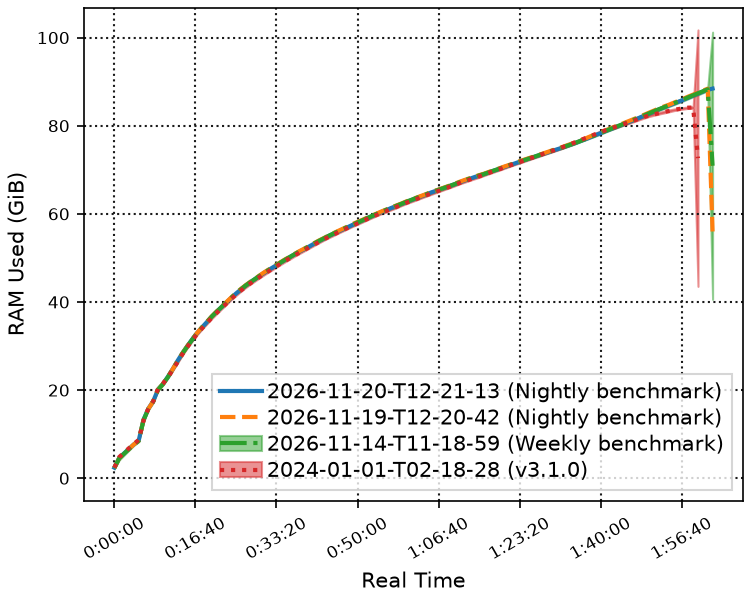 100
80
60
40
20
0
RAM Used (GiB)
2026-11-20-T12-21-13 (Nightly benchmark)
2026-11-19-T12-20-42 (Nightly benchmark)
2026-11-14-T11-18-59 (Weekly benchmark)
2024-01-01-T02-18-28 (v3.1.0)
0:00:00
0:16:40
0:33:20
0:50:00
1:06:40
1:23:20
1:40:00
1:56:40
Real Time